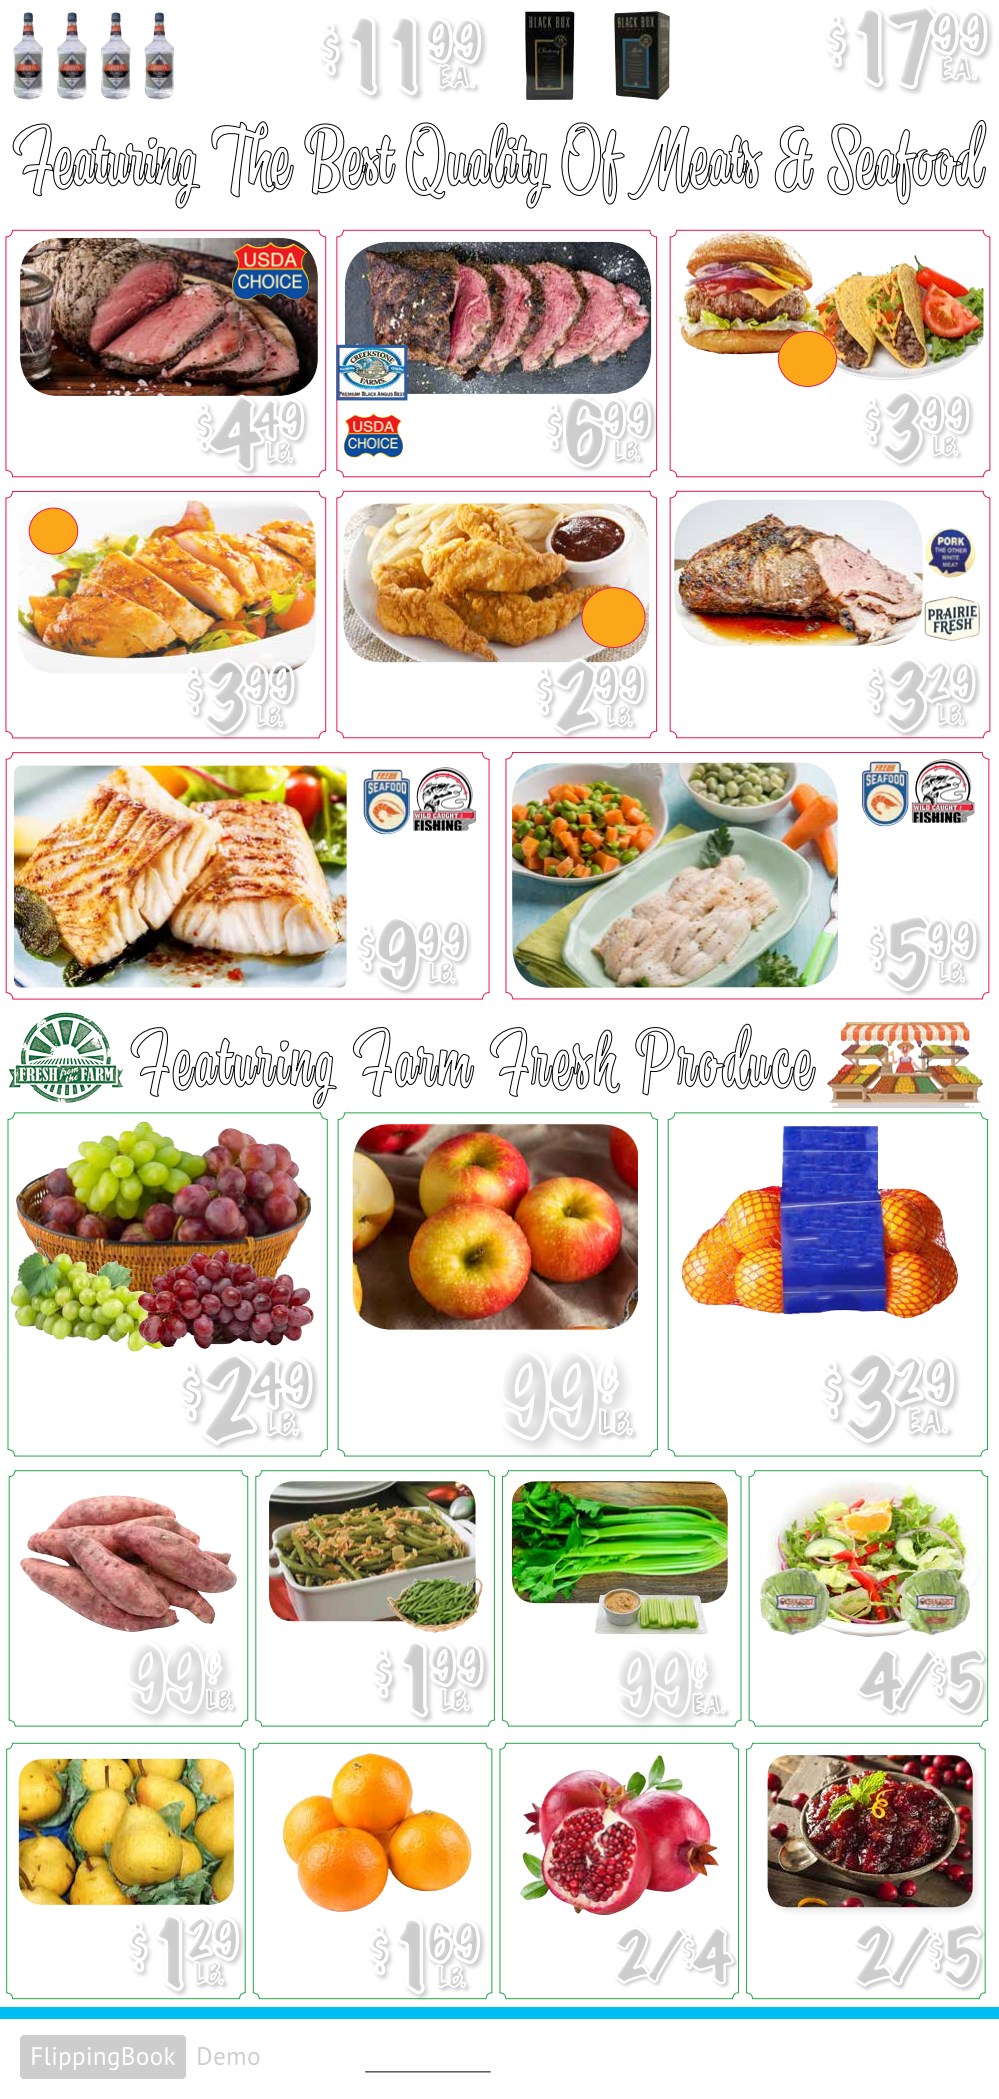 $11 99 EA.
BLACK BOX
BLACK BOX
$17 99 EA.
Featuring The Best Quality Of Meats & Seafood
USDA
CHOICE
$4 49 LB.
CREEKSTONE
FARMS
PREMIUM BLACK ANGUS BEEF
USDA
CHOICE
$6 99 LB.
$3 99 LB.
$3 99 LB.
$2 99 LB.
PORK
THE OTHER
WHITE
MEAT
PRAIRIE
FRESH
$3 29 LB.
FRESH
SEAFOOD
WILD CAUGHT
FISHING
$9 99 LB.
FRESH
SEAFOOD
WILD CAUGHT
FISHING
$5 99 LB.
FRESH from the FARM
Featuring Farm Fresh Produce
$2 49 LB.
99¢ LB.
$3 29 EA.
99¢ LB.
$1 99 LB.
99¢ EA.
4/$5
$1 29 LB.
$1 69 LB.
2/$4
2/$5
FlippingBook Demo